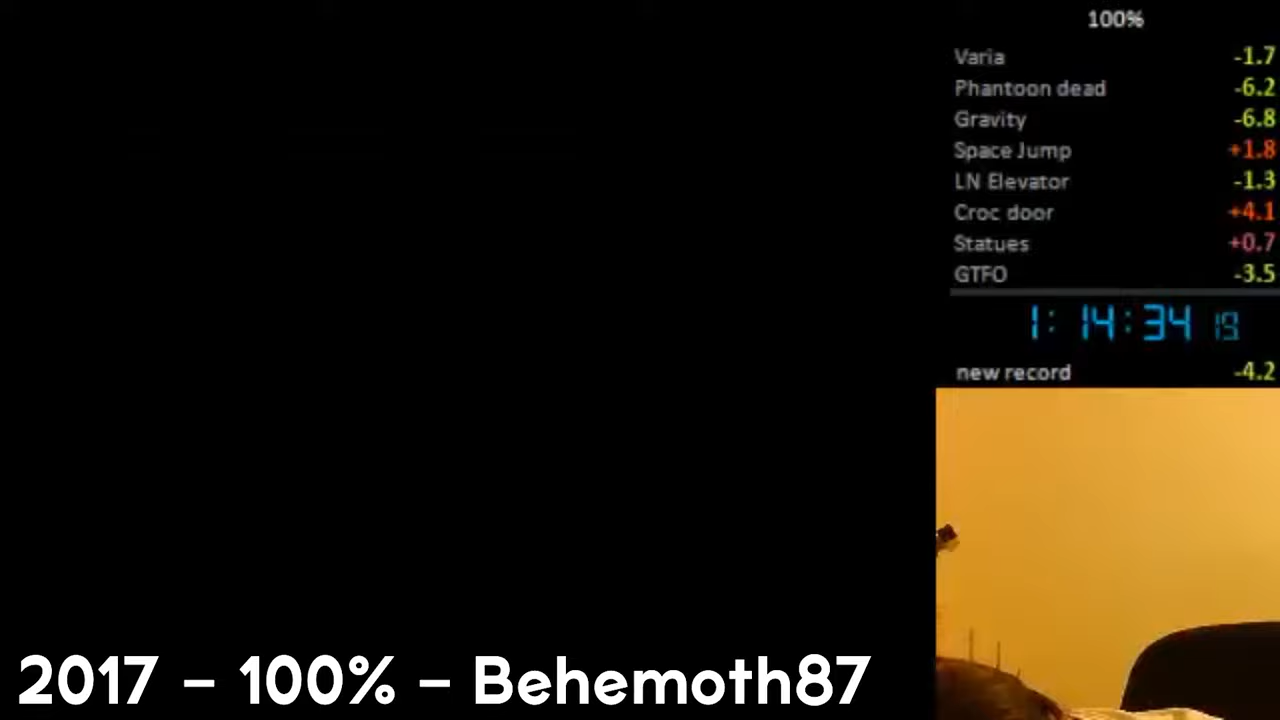 100%
Varia -1.7
Phantoon dead -6.2
Gravity -6.8
Space Jump +1.8
LN Elevator -1.3
Croc door +4.1
Statues +0.7
GTFO -3.5
1:14:34 19
new record -4.2
2017 – 100% – Behemoth87